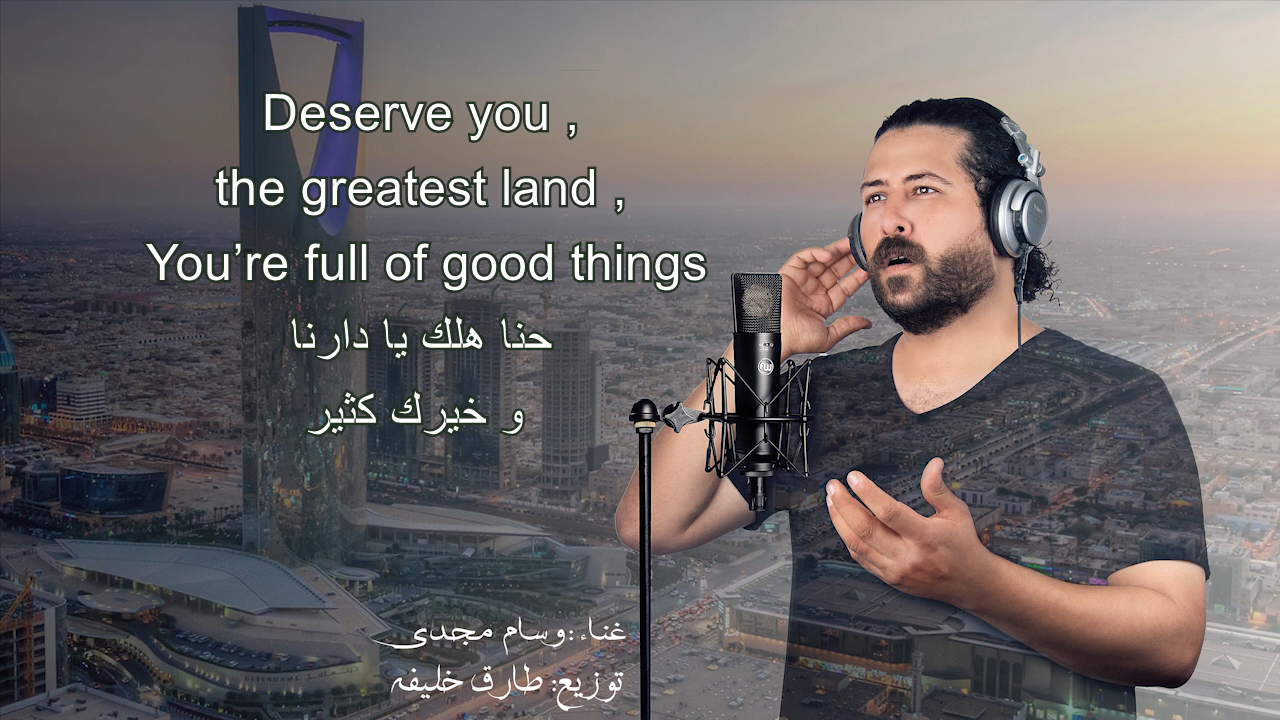 Deserve you ,
the greatest land ,
You’re full of good things
حنا هلك يا دارنا
و خيرك كثير
غناء :وسام مجدى
توزيع: طارق خليفه
DEBENHAMS